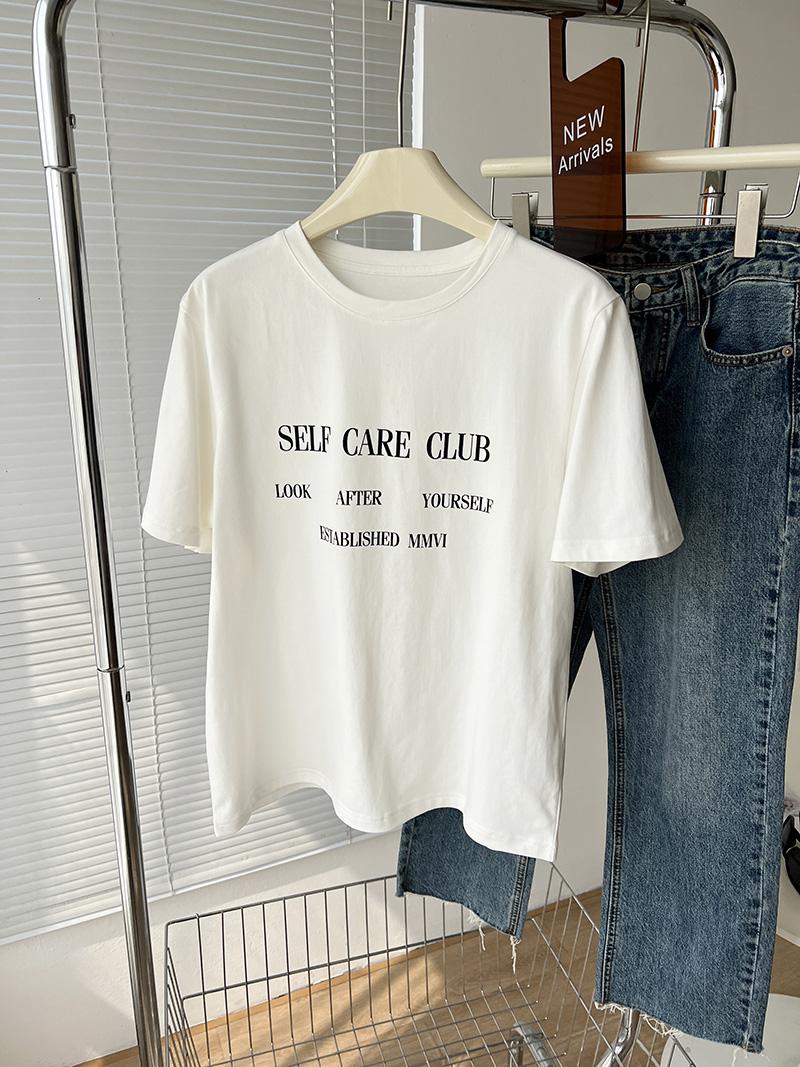 NEW
Arrivals
SELF CARE CLUB
LOOK AFTER YOURSELF
ESTABLISHED MMVI